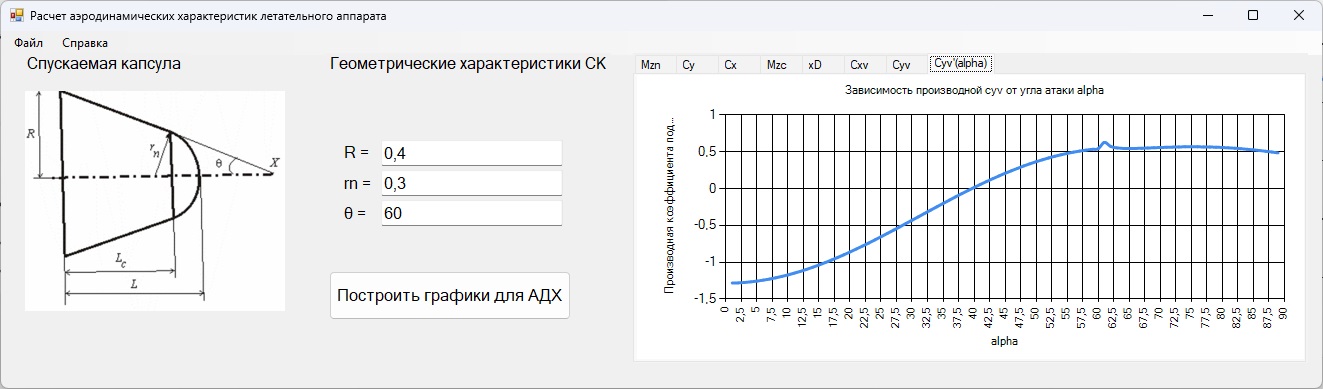 Расчет аэродинамических характеристик летательного аппарата
Файл Справка
Спускаемая капсула
R
rn
θ
X
Lc
L
Геометрические характеристики СК
R = 0,4
rn = 0,3
θ = 60
Построить графики для АДХ
Mzn Cy Cx Mzc xD Cxv Cyv Cyv'(alpha)
Зависимость производной cyv от угла атаки alpha
Производная коэффициента под...
1
0,5
0
-0,5
-1
-1,5
0 2,5 5 7,5 10 12,5 15 17,5 20 22,5 25 27,5 30 32,5 35 37,5 40 42,5 45 47,5 50 52,5 55 57,5 60 62,5 65 67,5 70 72,5 75 77,5 80 82,5 85 87,5 90
alpha